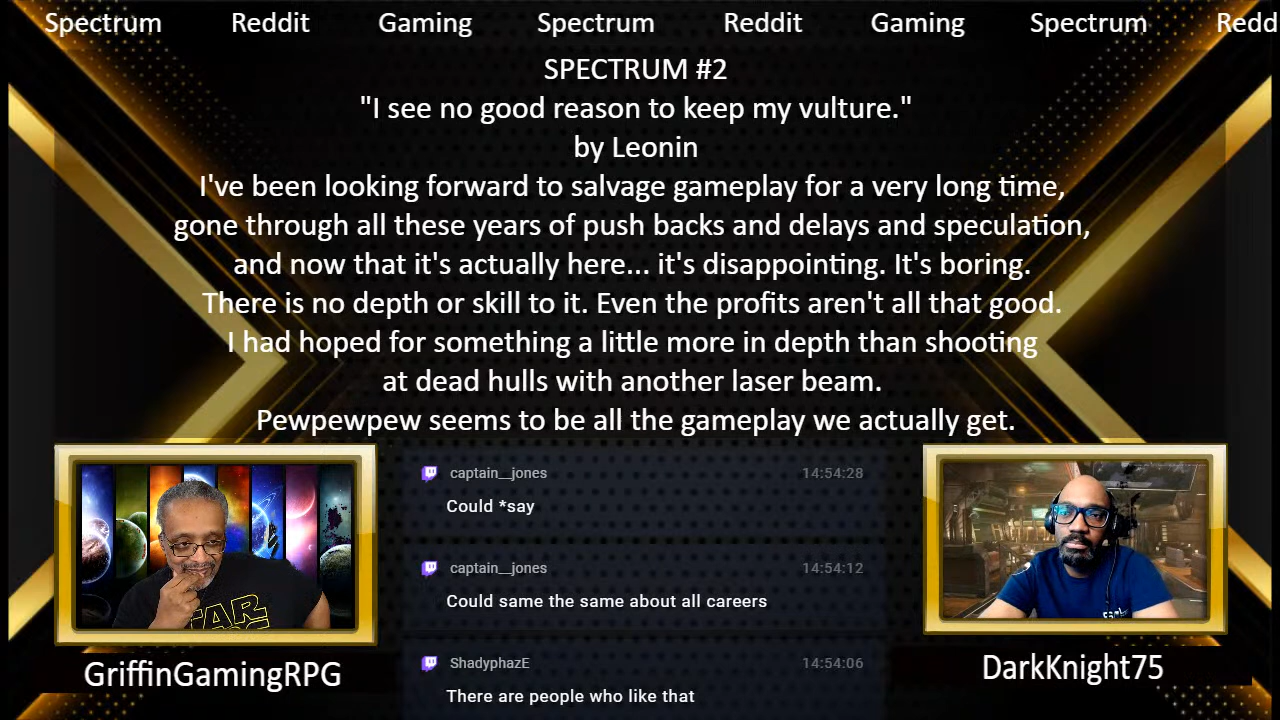 Spectrum Reddit Gaming Spectrum Reddit Gaming Spectrum Redd
SPECTRUM #2
"I see no good reason to keep my vulture."
by Leonin
I've been looking forward to salvage gameplay for a very long time,
gone through all these years of push backs and delays and speculation,
and now that it's actually here... it's disappointing. It's boring.
There is no depth or skill to it. Even the profits aren't all that good.
I had hoped for something a little more in depth than shooting
at dead hulls with another laser beam.
Pewpewpew seems to be all the gameplay we actually get.
captain__jones 14:54:28
Could *say
captain__jones 14:54:12
Could same the same about all careers
ShadyphazE 14:54:06
There are people who like that
GriffinGamingRPG
DarkKnight75